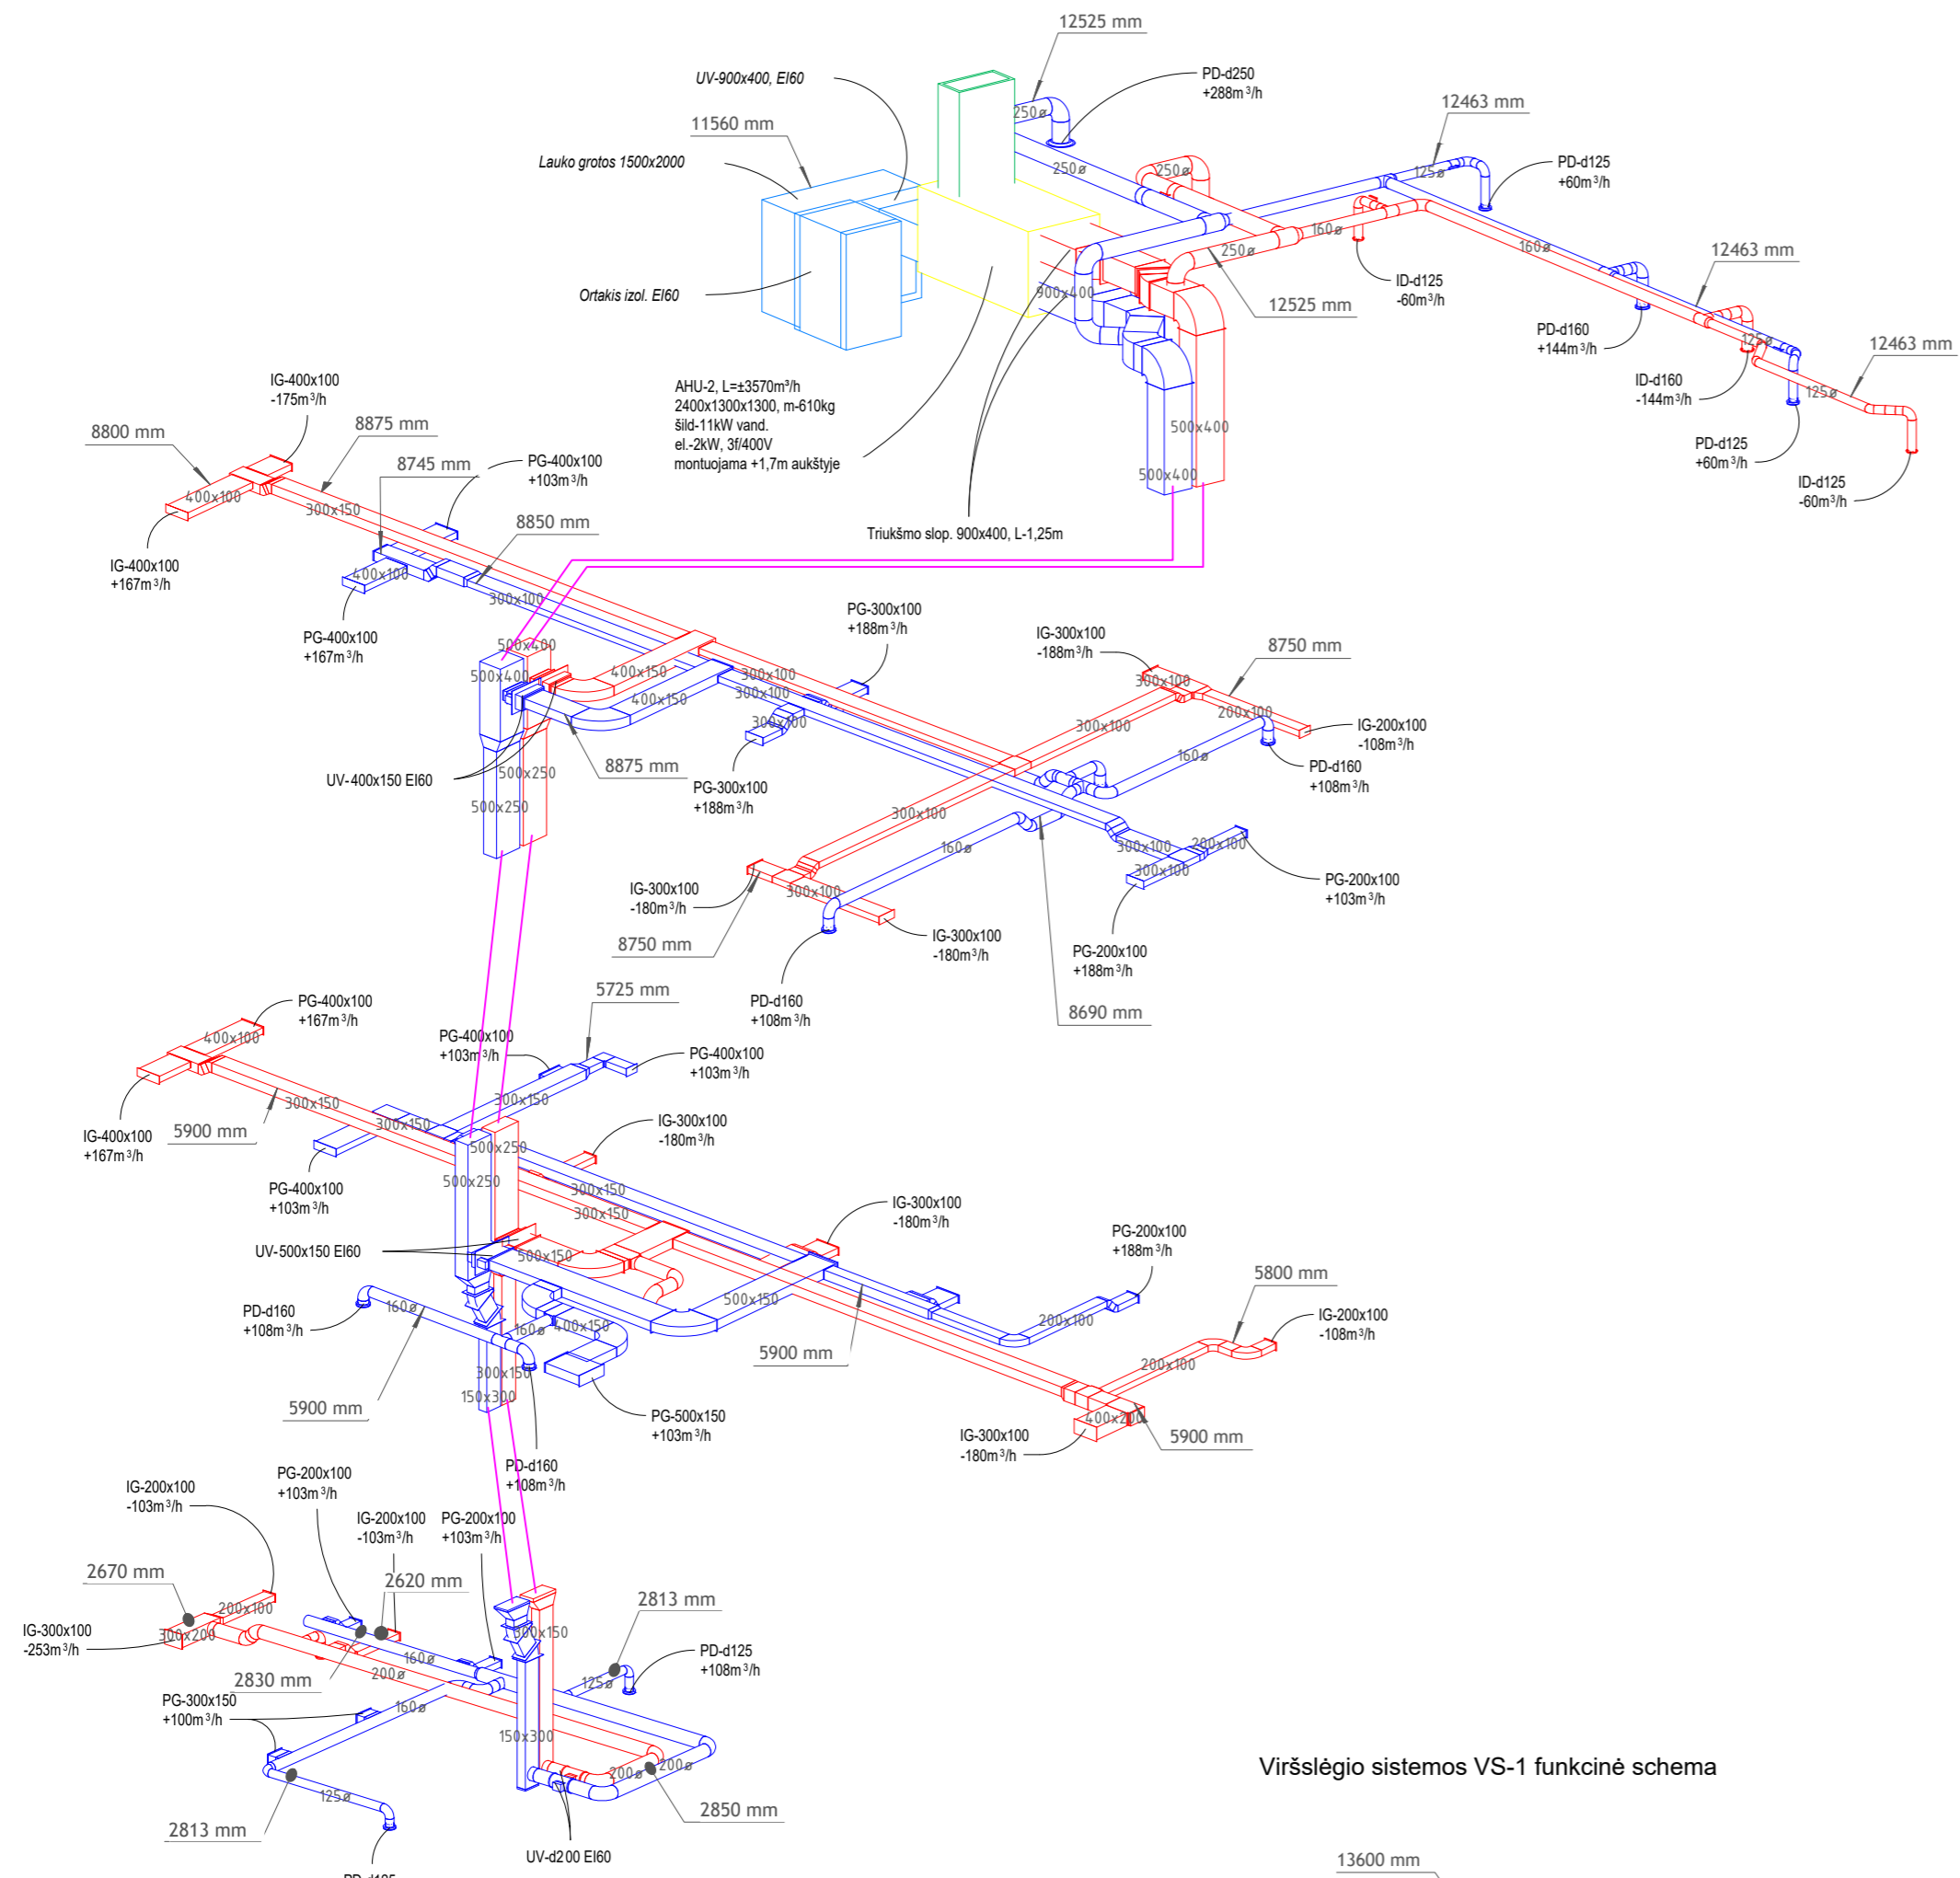 12525 mm
UV-900x400, EI60
PD-d250
+288m³/h
250ø
12463 mm
11560 mm
Lauko grotos 1500x2000
250ø
250ø
125ø
PD-d125
+60m³/h
160ø
250ø
160ø
12463 mm
Ortakis izol. EI60
900x400
ID-d125
-60m³/h
12525 mm
PD-d160
+144m³/h
125ø
12463 mm
ID-d160
-144m³/h
125ø
AHU-2, L=±3570m³/h
2400x1300x1300, m-610kg
šild-11kW vand.
el.-2kW, 3f/400V
montuojama +1,7m aukštyje
500x400
500x400
PD-d125
+60m³/h
ID-d125
-60m³/h
Triukšmo slop. 900x400, L-1,25m
IG-400x100
-175m³/h
8800 mm
8875 mm
8745 mm
PG-400x100
+103m³/h
400x100
300x150
8850 mm
IG-400x100
+167m³/h
400x100
300x100
PG-400x100
+167m³/h
PG-300x100
+188m³/h
IG-300x100
-188m³/h
8750 mm
500x400
500x400
400x150
300x100
300x100
400x150
300x100
200x100
300x100
300x100
IG-200x100
-108m³/h
160ø
500x250
8875 mm
UV-400x150 EI60
PG-300x100
+188m³/h
PD-d160
+108m³/h
500x250
300x100
160ø
300x100
200x100
300x100
IG-300x100
-180m³/h
300x100
PG-200x100
+103m³/h
8750 mm
IG-300x100
-180m³/h
PG-200x100
+188m³/h
PD-d160
+108m³/h
8690 mm
5725 mm
PG-400x100
+167m³/h
400x100
PG-400x100
+103m³/h
PG-400x100
+103m³/h
300x150
300x150
300x150
IG-400x100
+167m³/h
5900 mm
IG-300x100
-180m³/h
500x250
500x250
PG-400x100
+103m³/h
300x150
300x150
IG-300x100
-180m³/h
UV-500x150 EI60
500x150
PG-200x100
+188m³/h
5800 mm
PD-d160
+108m³/h
160ø
500x150
200x100
IG-200x100
-108m³/h
160ø
400x150
5900 mm
200x100
300x150
150x300
5900 mm
PG-500x150
+103m³/h
400x200
IG-300x100
-180m³/h
5900 mm
PD-d160
+108m³/h
IG-200x100
-103m³/h
PG-200x100
+103m³/h
IG-200x100
-103m³/h
PG-200x100
+103m³/h
2670 mm
2620 mm
2813 mm
200x100
IG-300x100
-253m³/h
300x200
300x150
160ø
200ø
PD-d125
+108m³/h
2830 mm
125ø
PG-300x150
+100m³/h
160ø
150x300
200ø
200ø
125ø
2813 mm
2850 mm
UV-d200 EI60
Viršslėgio sistemos VS-1 funkcinė schema
13600 mm